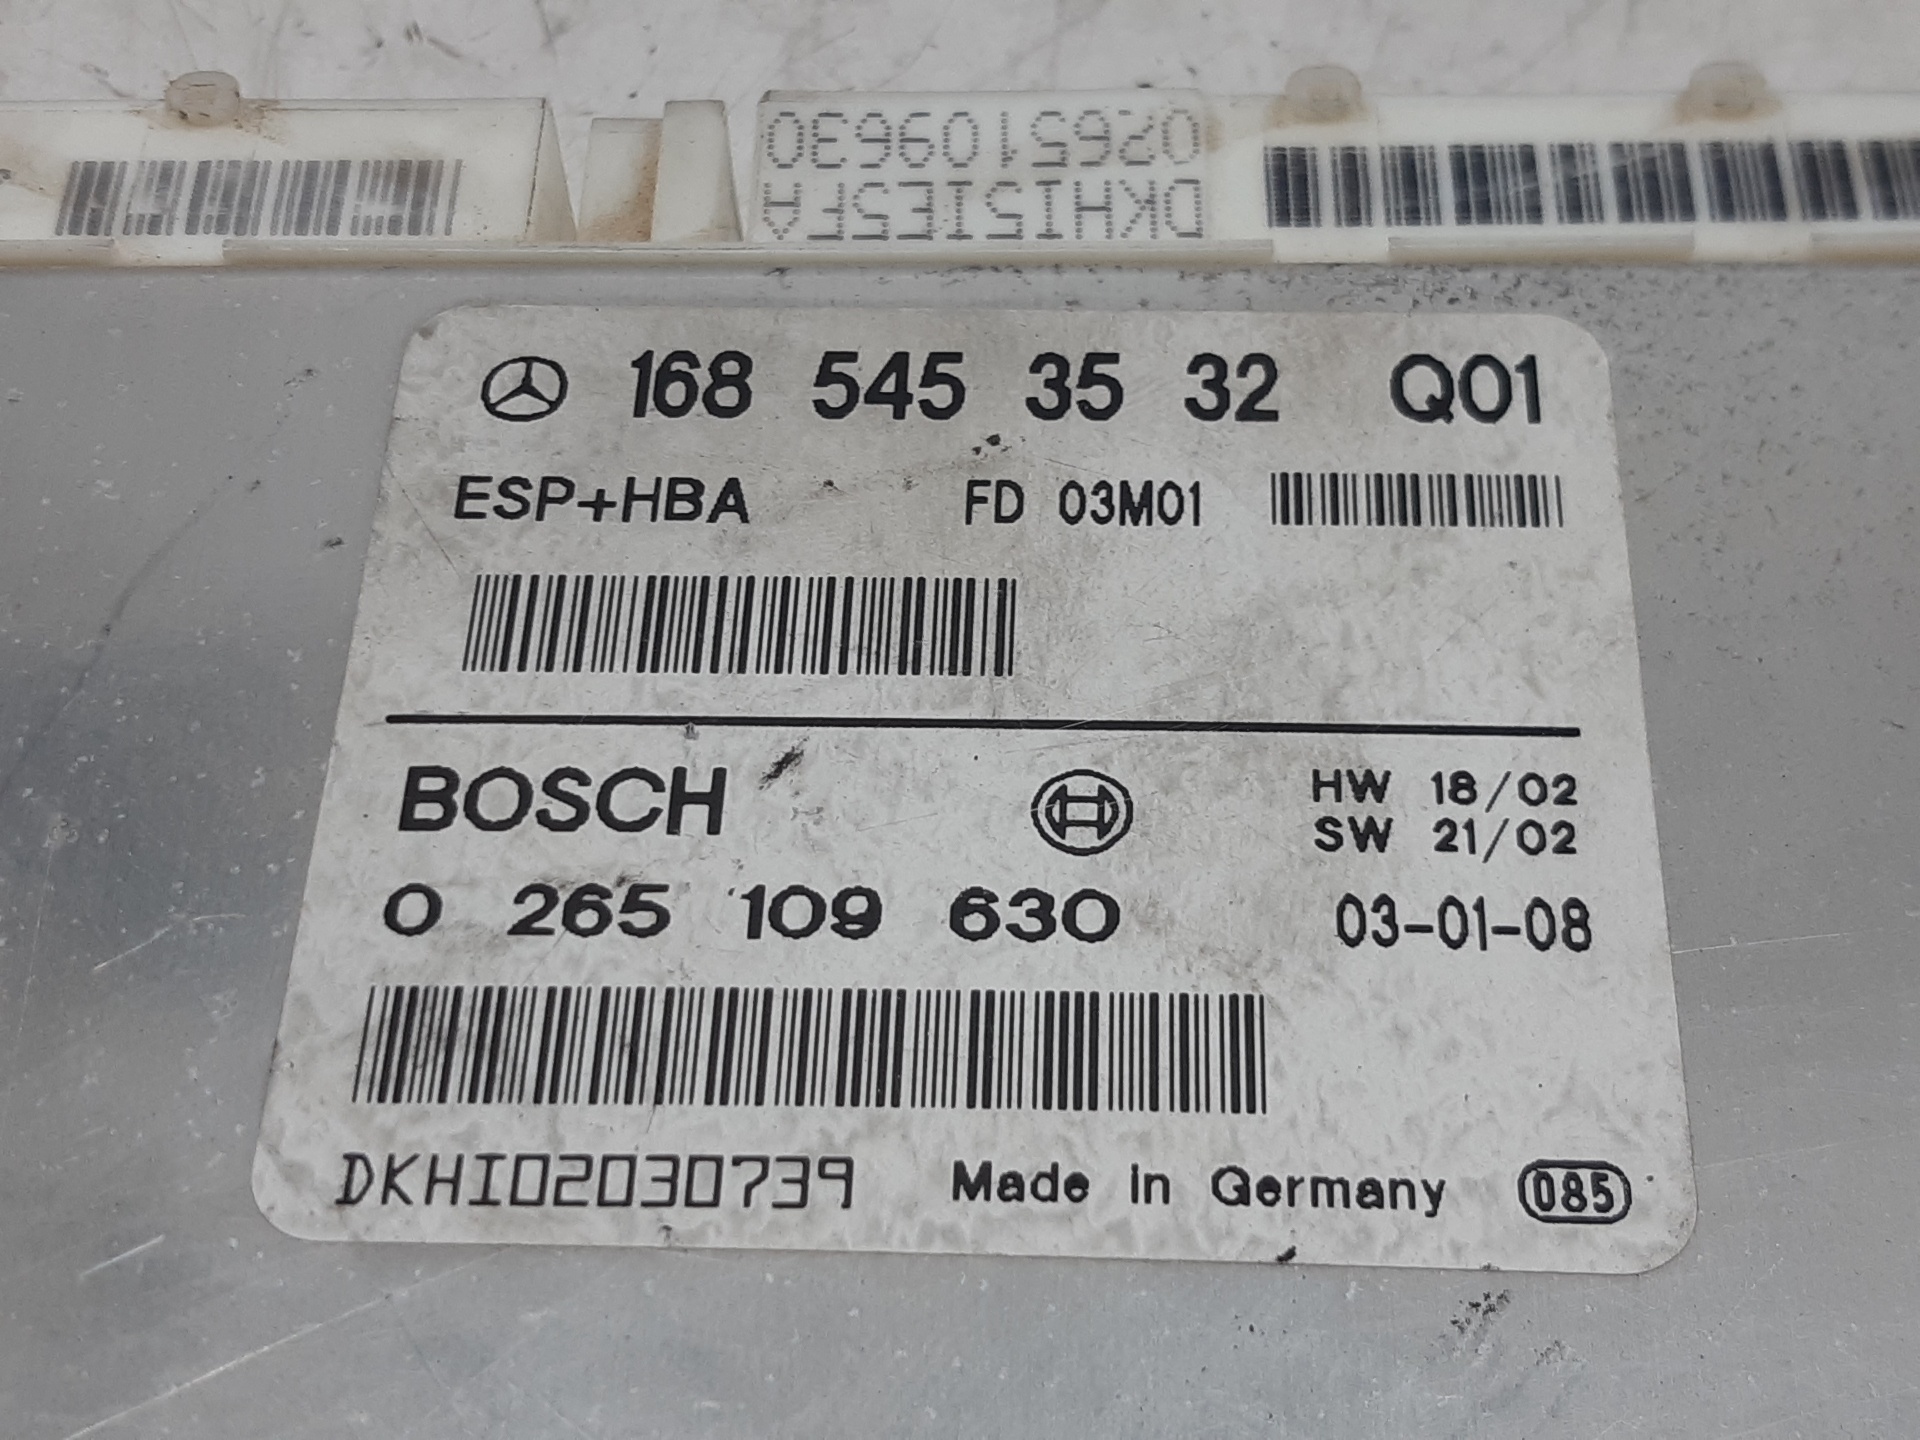 0265109630
DKHI5IE5FA
168 545 35 32 Q01
ESP+HBA FD 03M01
BOSCH HW 18/02
SW 21/02
0 265 109 630 03-01-08
DKHI02030739 Made in Germany 085